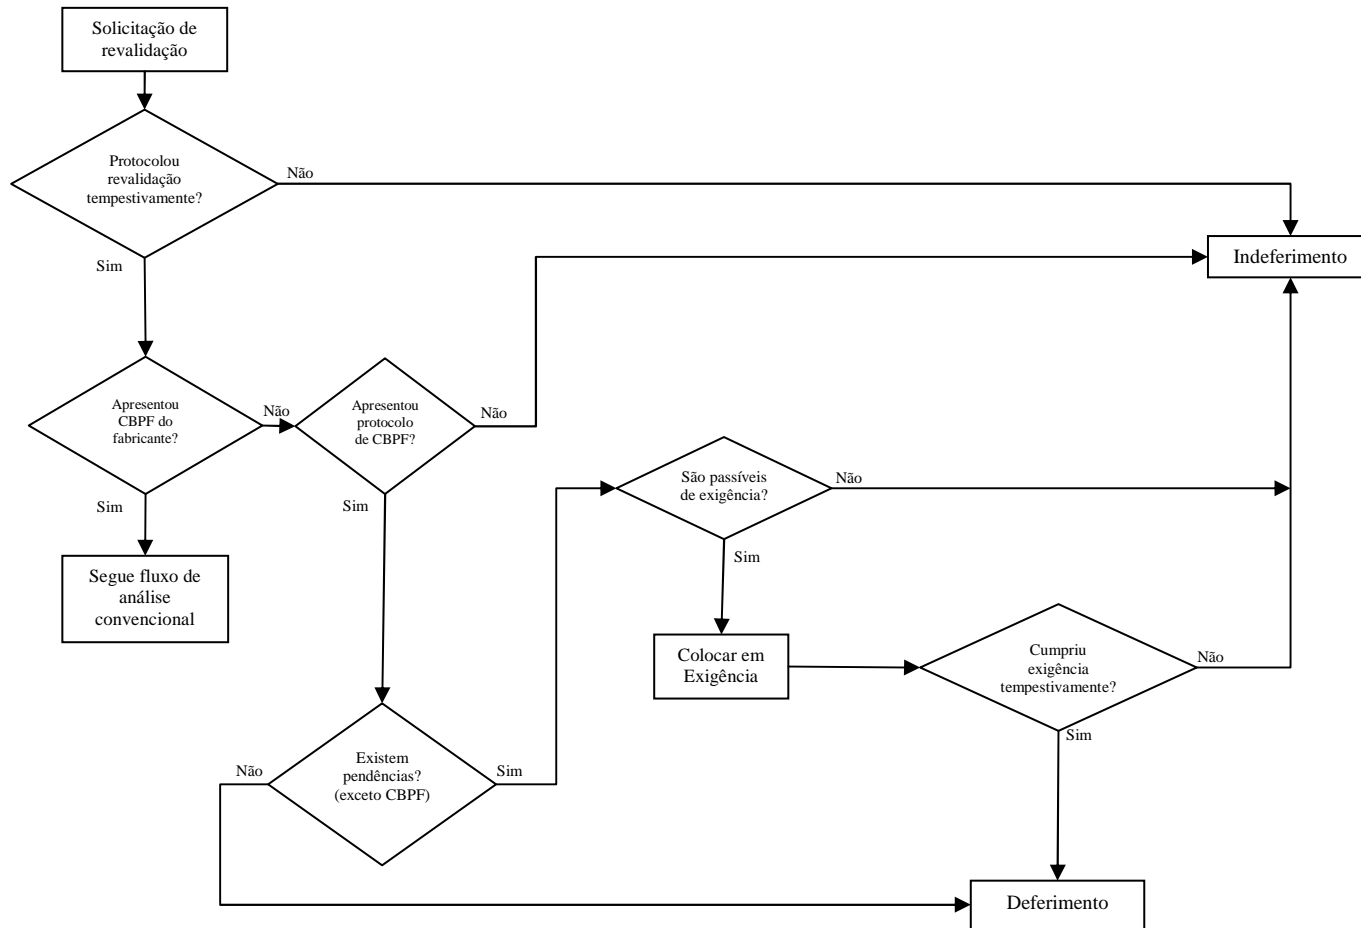 Solicitação de
revalidação
Protocolou
revalidação
tempestivamente?
Não
Sim
Indeferimento
Apresentou
CBPF do
fabricante?
Não
Apresentou
protocolo
de CBPF?
Não
Sim
Sim
São passíveis
de exigência?
Não
Sim
Segue fluxo de
análise
convencional
Colocar em
Exigência
Cumpriu
exigência
tempestivamente?
Não
Sim
Existem
pendências?
(exceto CBPF)
Não
Sim
Deferimento